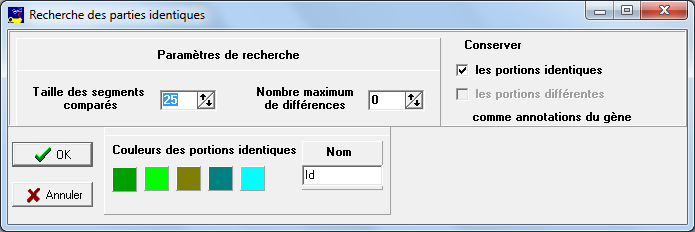 Recherche des parties identiques
Paramètres de recherche
Taille des segments
comparés
25
Nombre maximum
de différences
0
Conserver
les portions identiques
les portions différentes
comme annotations du gène
OK
Annuler
Couleurs des portions identiques
Nom
Id